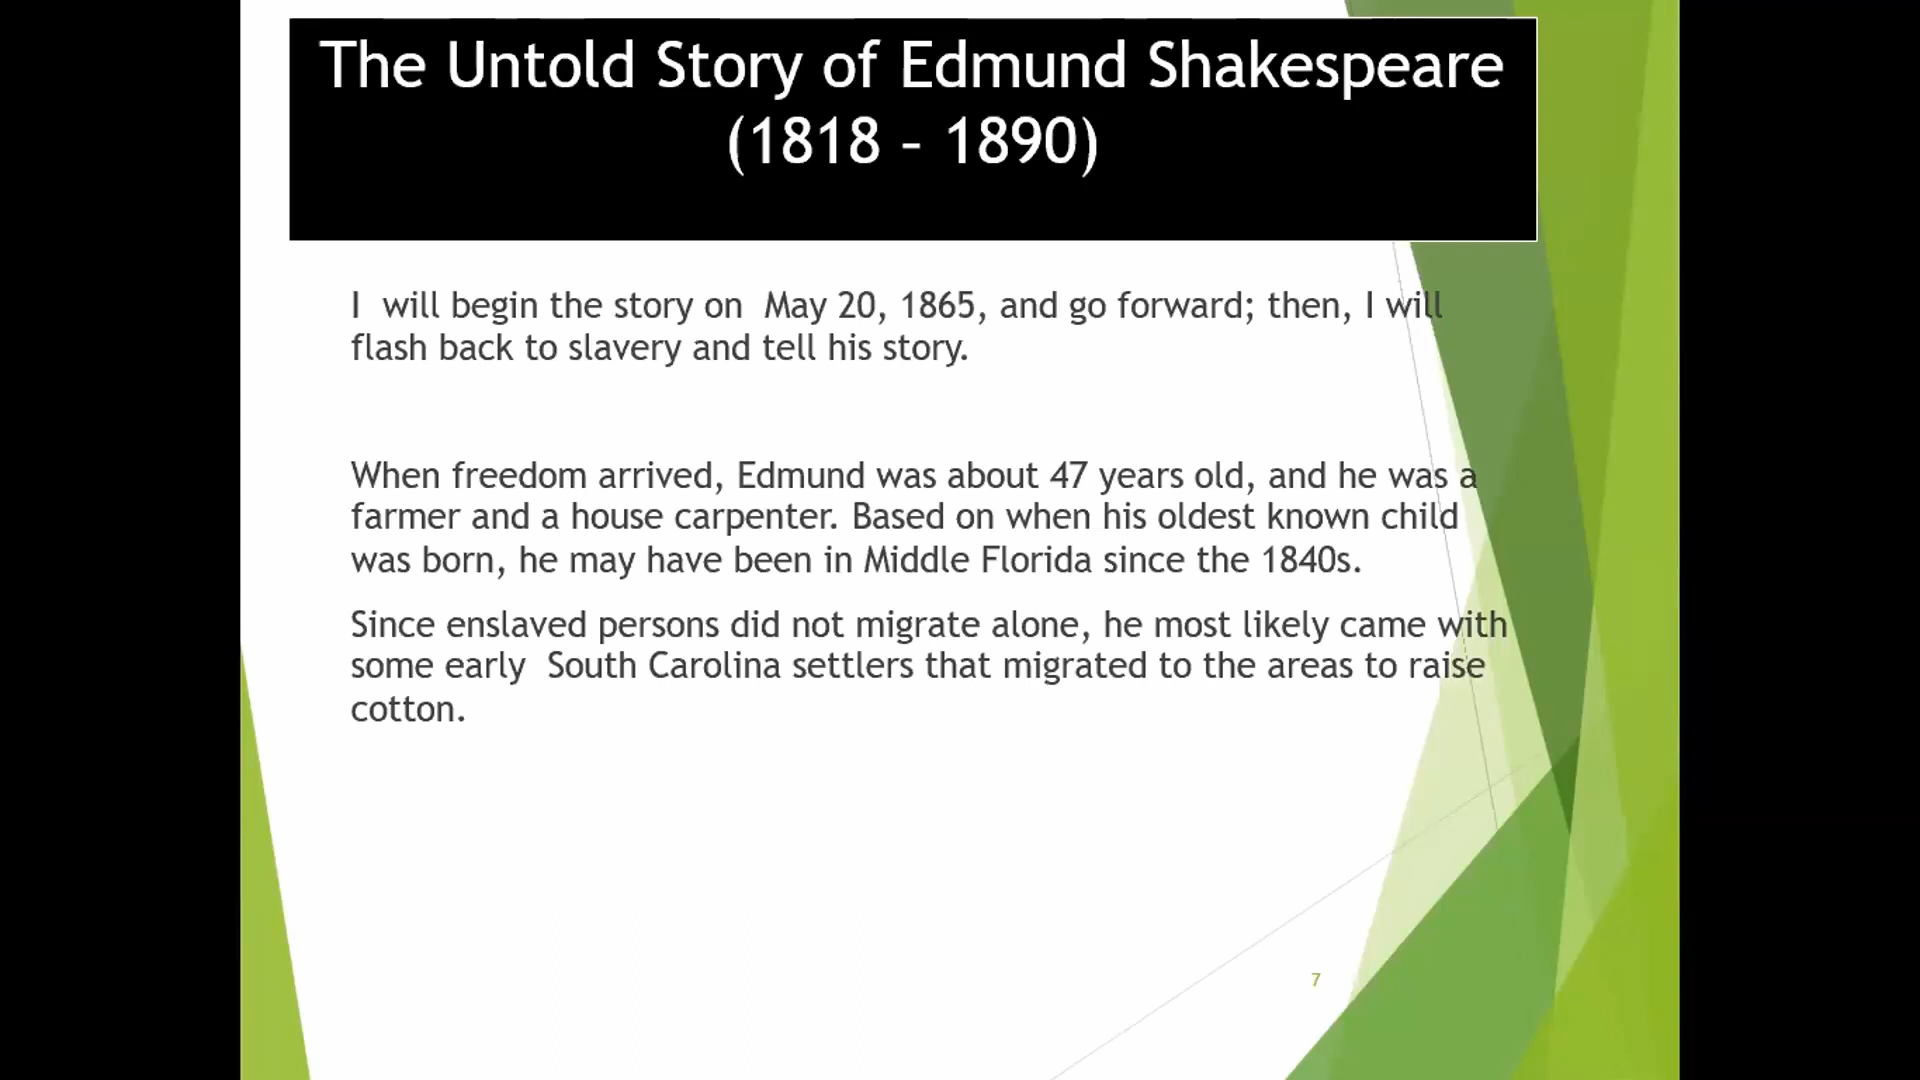 The Untold Story of Edmund Shakespeare
(1818 – 1890)
I  will begin the story on  May 20, 1865, and go forward; then, I will
flash back to slavery and tell his story.
When freedom arrived, Edmund was about 47 years old, and he was a
farmer and a house carpenter. Based on when his oldest known child
was born, he may have been in Middle Florida since the 1840s.
Since enslaved persons did not migrate alone, he most likely came with
some early  South Carolina settlers that migrated to the areas to raise
cotton.
7